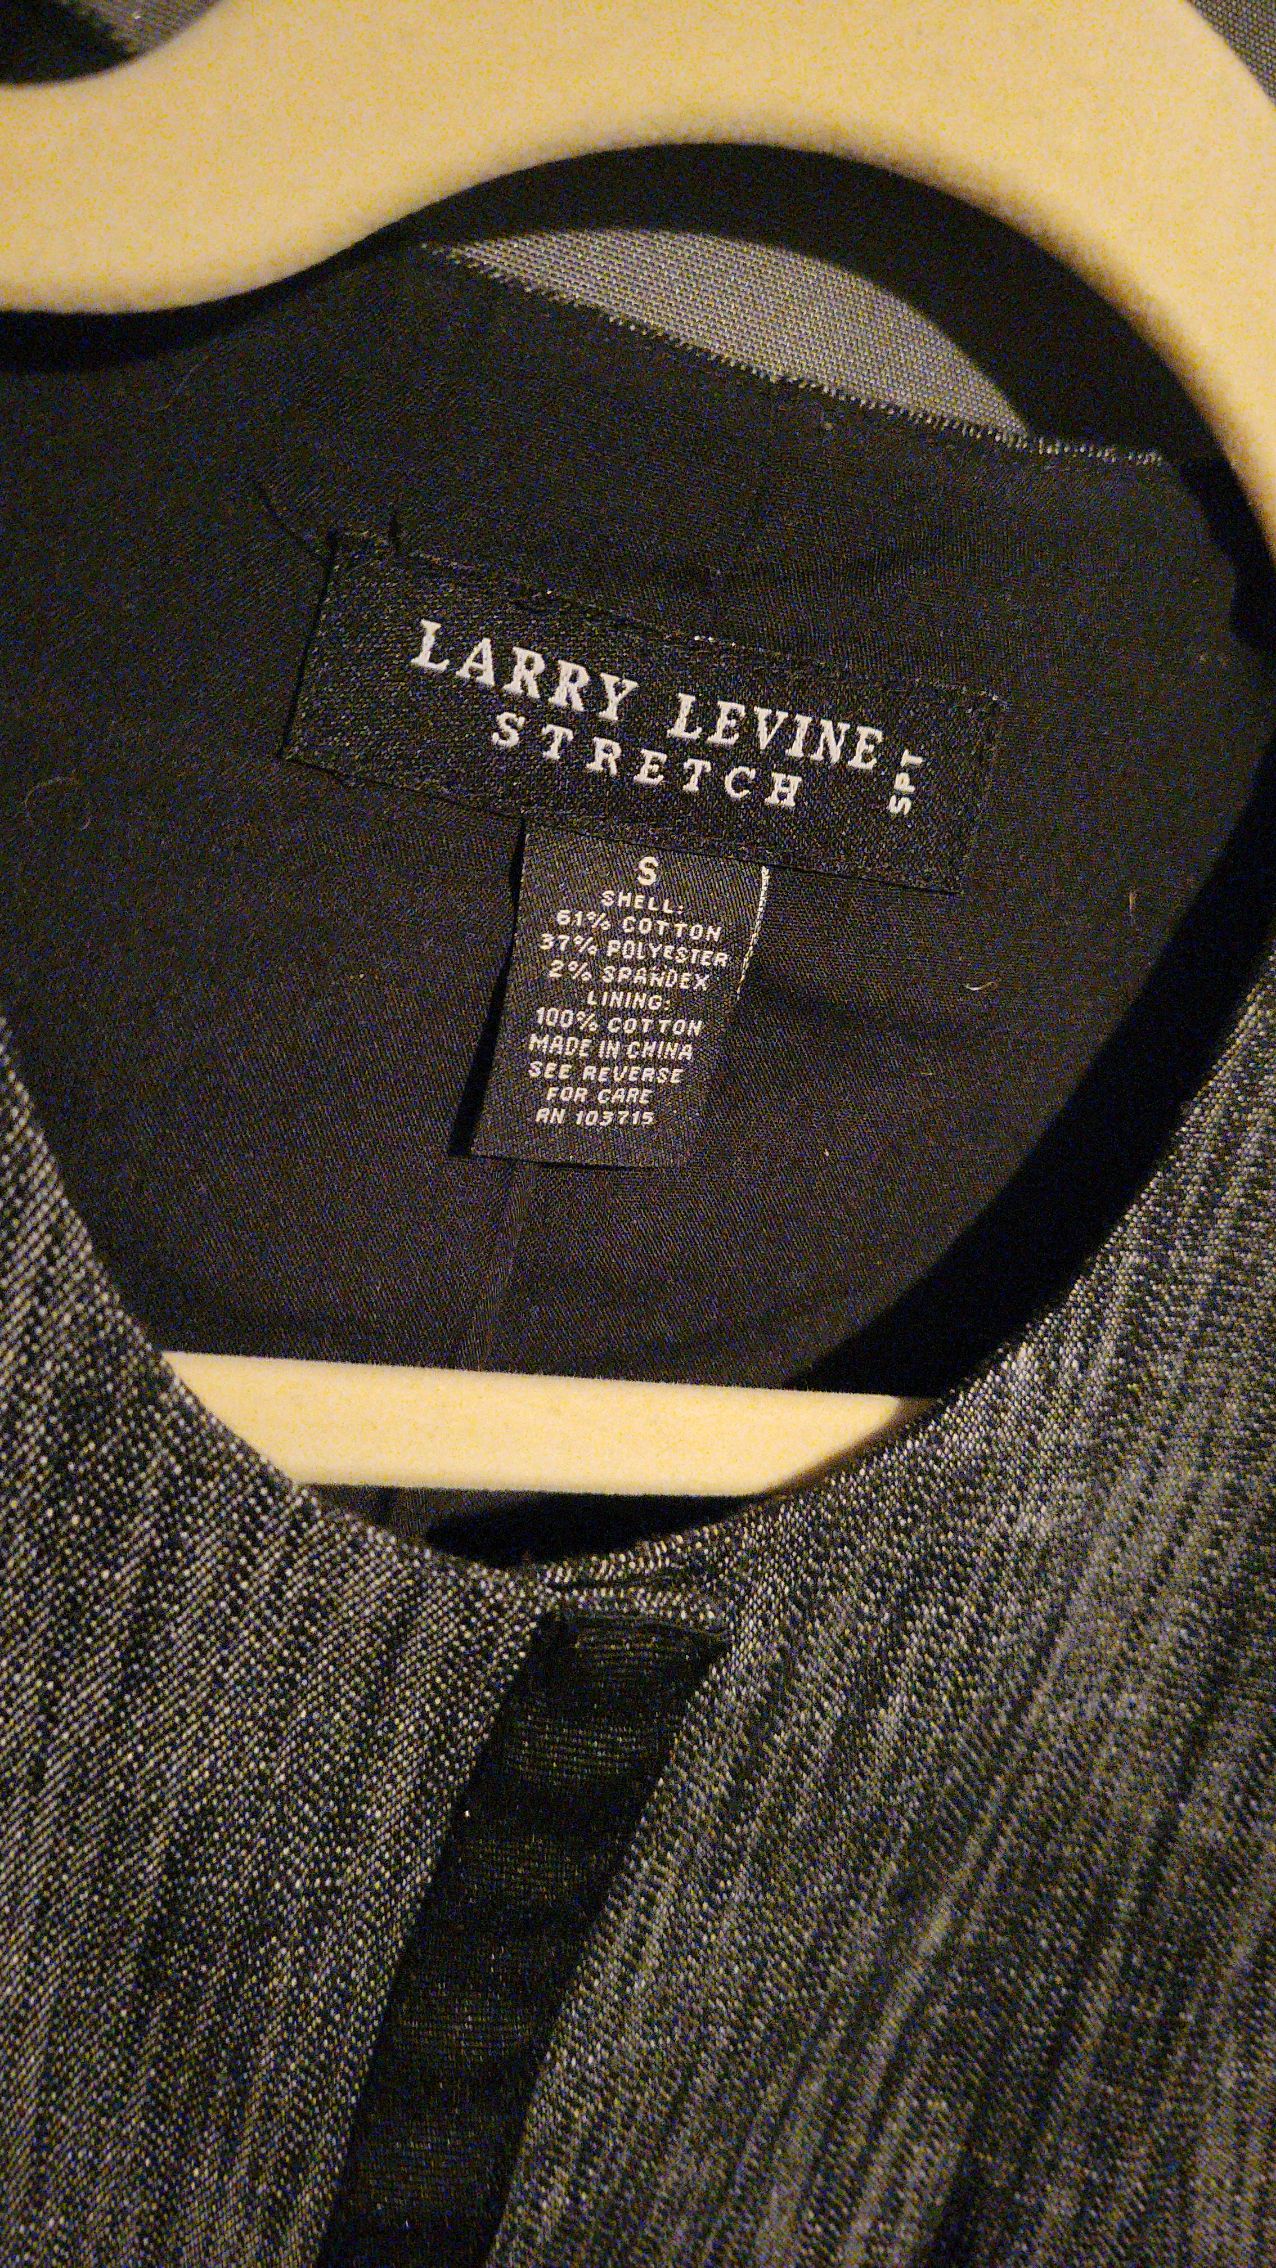 LARRY LEVINE
STRETCH
SPT
S
SHELL:
61% COTTON
37% POLYESTER
2% SPANDEX
LINING:
100% COTTON
MADE IN CHINA
SEE REVERSE
FOR CARE
RN 103715